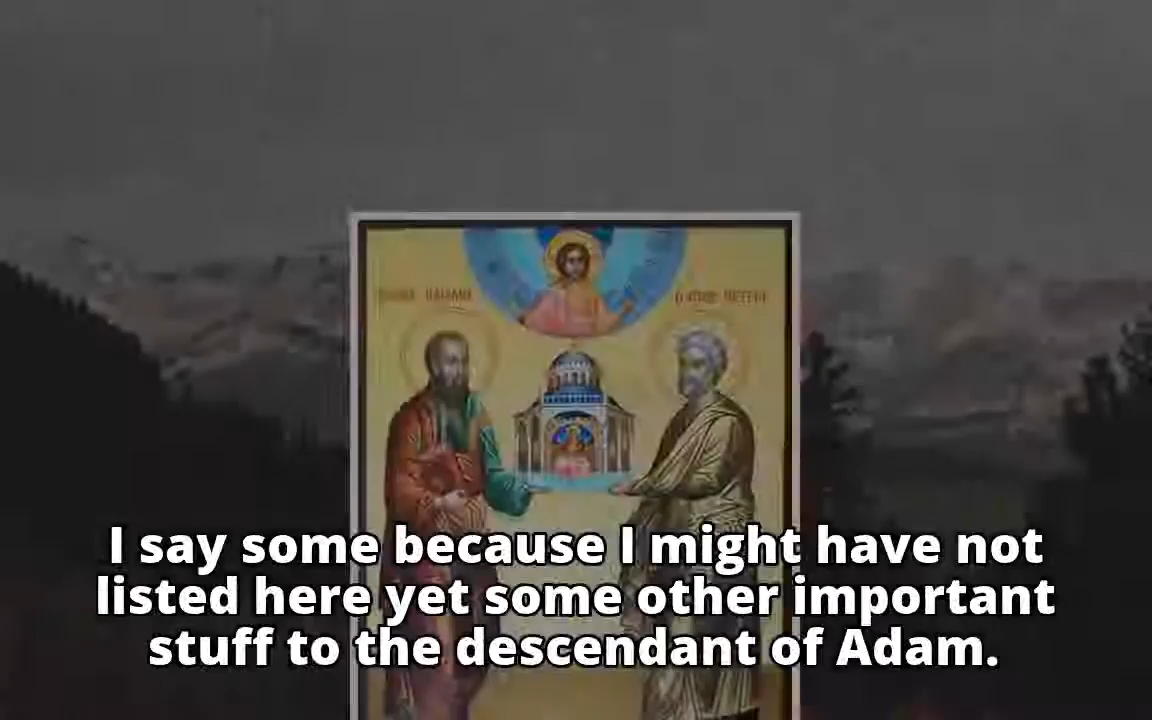 I say some because I might have not
listed here yet some other important
stuff to the descendant of Adam.